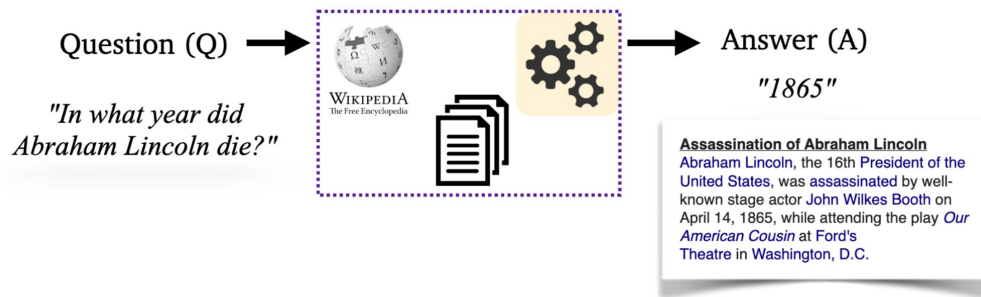 Question (Q)
"In what year did
Abraham Lincoln die?"
WIKIPEDIA
The Free Encyclopedia
Answer (A)
"1865"
Assassination of Abraham Lincoln
Abraham Lincoln, the 16th President of the
United States, was assassinated by well-
known stage actor John Wilkes Booth on
April 14, 1865, while attending the play Our
American Cousin at Ford's
Theatre in Washington, D.C.